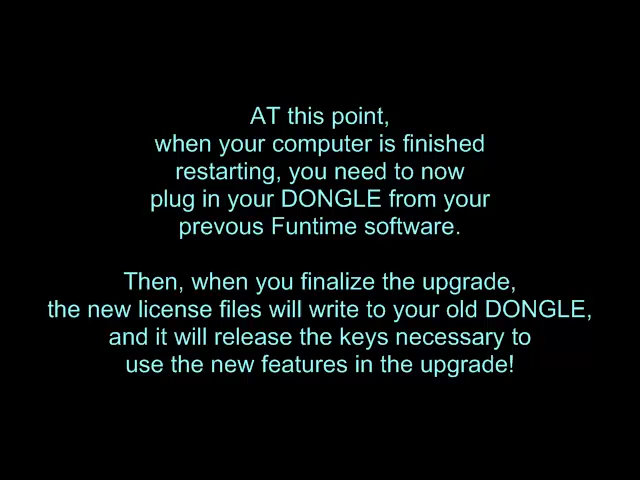 AT this point,
when your computer is finished
restarting, you need to now
plug in your DONGLE from your
prevous Funtime software.
Then, when you finalize the upgrade,
the new license files will write to your old DONGLE,
and it will release the keys necessary to
use the new features in the upgrade!